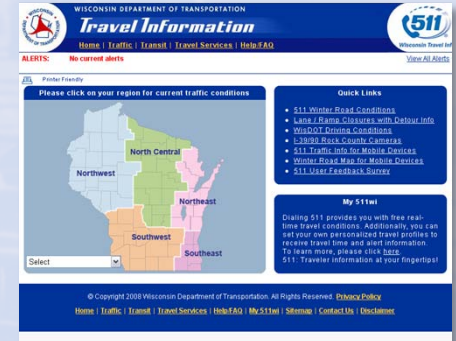 WISCONSIN DEPARTMENT OF TRANSPORTATION
Travel Information
Home | Traffic | Transit | Travel Services | Help/FAQ
511
Wisconsin Travel Inf
ALERTS: No current alerts
View All Alerts
Printer Friendly
Please click on your region for current traffic conditions
Northwest
North Central
Northeast
Southwest
Southeast
Select
Quick Links
511 Winter Road Conditions
Lane / Ramp Closures with Detour Info
WisDOT Driving Conditions
I-39/90 Rock County Cameras
511 Traffic Info for Mobile Devices
Winter Road Map for Mobile Devices
511 User Feedback Survey
My 511wi
Dialing 511 provides you with free real-
time travel conditions. Additionally, you can
set your own personalized travel profiles to
receive travel time and alert information.
To learn more, please click here.
511: Traveler information at your fingertips!
© Copyright 2008 Wisconsin Department of Transportation. All Rights Reserved. Privacy Policy
Home | Traffic | Transit | Travel Services | Help/FAQ | My 511wi | Sitemap | Contact Us | Disclaimer